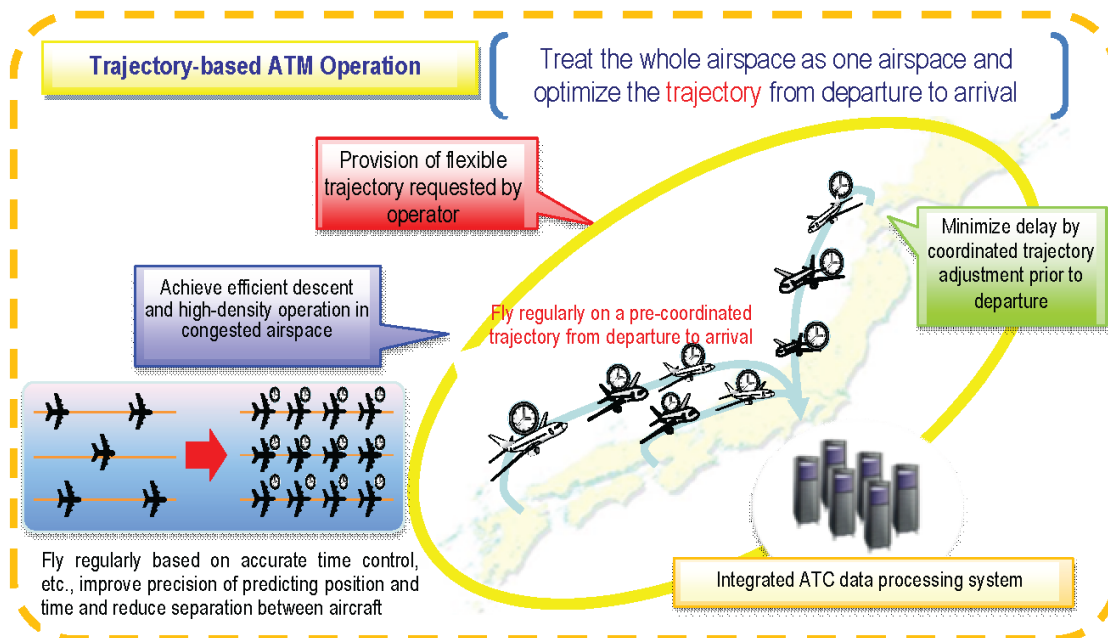 Trajectory-based ATM Operation
Treat the whole airspace as one airspace and
optimize the trajectory from departure to arrival
Provision of flexible
trajectory requested by
operator
Minimize delay by
coordinated trajectory
adjustment prior to
departure
Achieve efficient descent
and high-density operation in
congested airspace
Fly regularly on a pre-coordinated
trajectory from departure to arrival
Fly regularly based on accurate time control,
etc., improve precision of predicting position and
time and reduce separation between aircraft
Integrated ATC data processing system